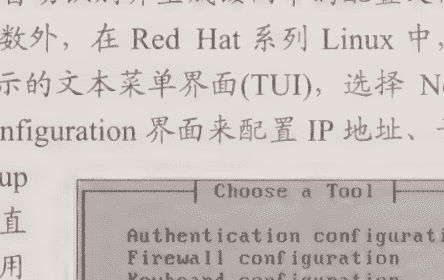 数外，在 Red Hat 系列 Linux 中，
示的文本菜单界面(TUI)，选择
nfiguration 界面来配置 IP 地址、
up
直
用
Choose a Tool
Authentication configurati
Firewall configuration
Keyboard configuration